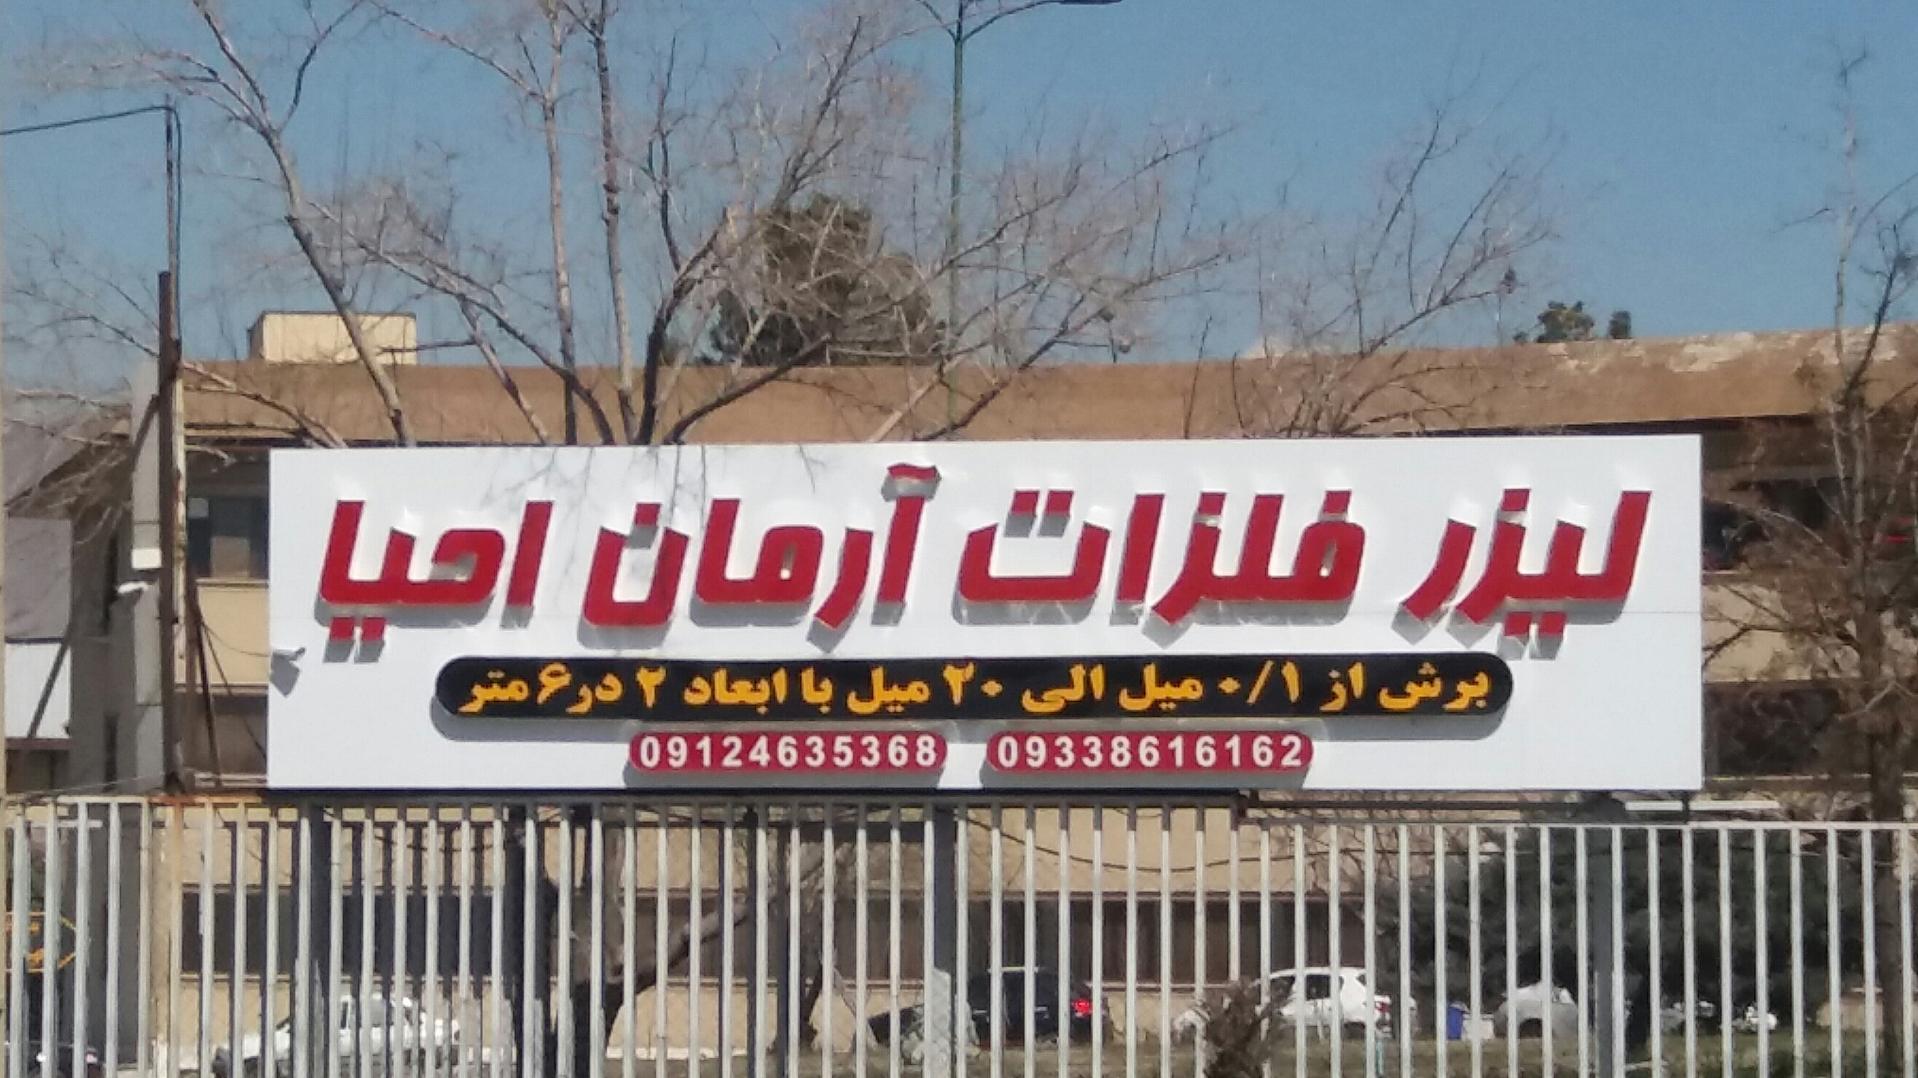 لیزر فلزات آرمان احیا
برش از ۰/۱ میل الی ۲۰ میل با ابعاد ۲ در ۶ متر
09124635368 09338616162